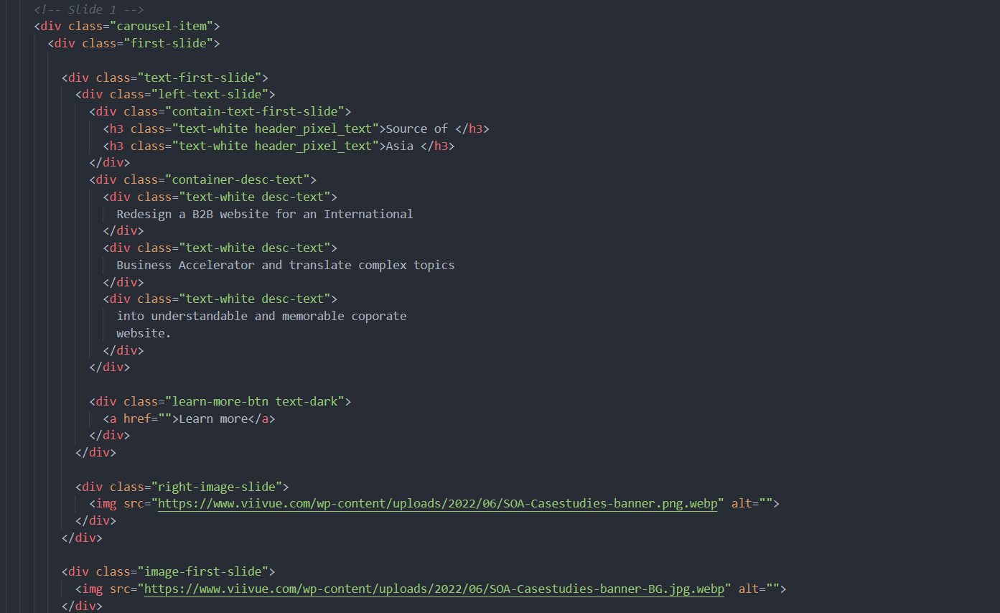 <!-- Slide 1 -->
<div class="carousel-item">
<div class="first-slide">
<div class="text-first-slide">
<div class="left-text-slide">
<div class="contain-text-first-slide">
<h3 class="text-white header_pixel_text">Source of </h3>
<h3 class="text-white header_pixel_text">Asia </h3>
</div>
<div class="container-desc-text">
<div class="text-white desc-text">
Redesign a B2B website for an International
</div>
<div class="text-white desc-text">
Business Accelerator and translate complex topics
</div>
<div class="text-white desc-text">
into understandable and memorable coporate
website.
</div>
</div>
<div class="learn-more-btn text-dark">
<a href="">Learn more</a>
</div>
</div>
<div class="right-image-slide">
<img src="https://www.viivue.com/wp-content/uploads/2022/06/SOA-Casestudies-banner.png.webp" alt="">
</div>
</div>
<div class="image-first-slide">
<img src="https://www.viivue.com/wp-content/uploads/2022/06/SOA-Casestudies-banner-BG.jpg.webp" alt="">
</div>